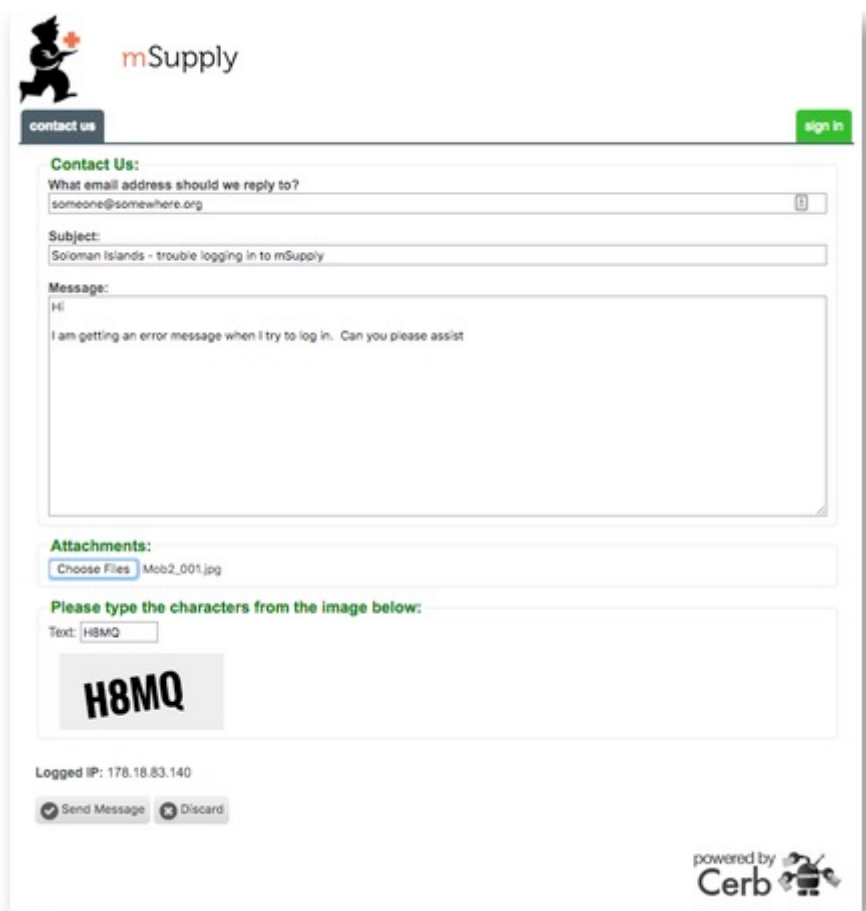 mSupply
contact us
sign in
Contact Us:
What email address should we reply to?
someone@somewhere.org
Subject:
Soloman Islands - trouble logging in to mSupply
Message:
Hi
I am getting an error message when I try to log in. Can you please assist
Attachments:
Choose Files Mob2_001.jpg
Please type the characters from the image below:
Text: H8MQ
H8MQ
Logged IP: 178.18.83.140
Send Message Discard
powered by
Cerb